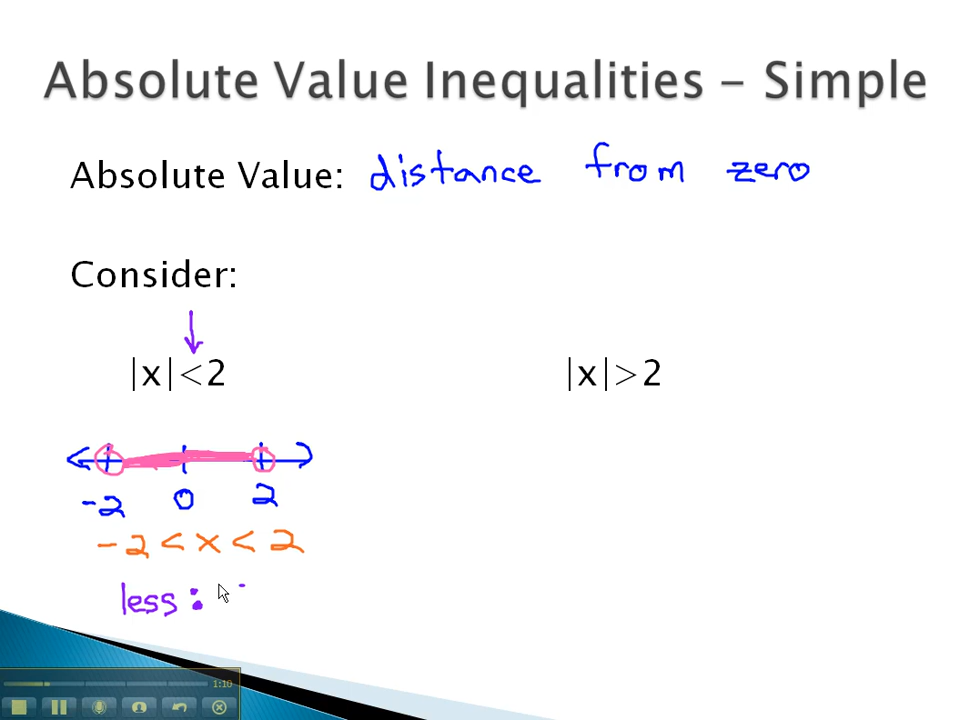 Absolute Value Inequalities - Simple
Absolute Value: distance from zero
Consider:
|x|<2 |x|>2
-2 0 2
-2 < x < 2
less:
1:10